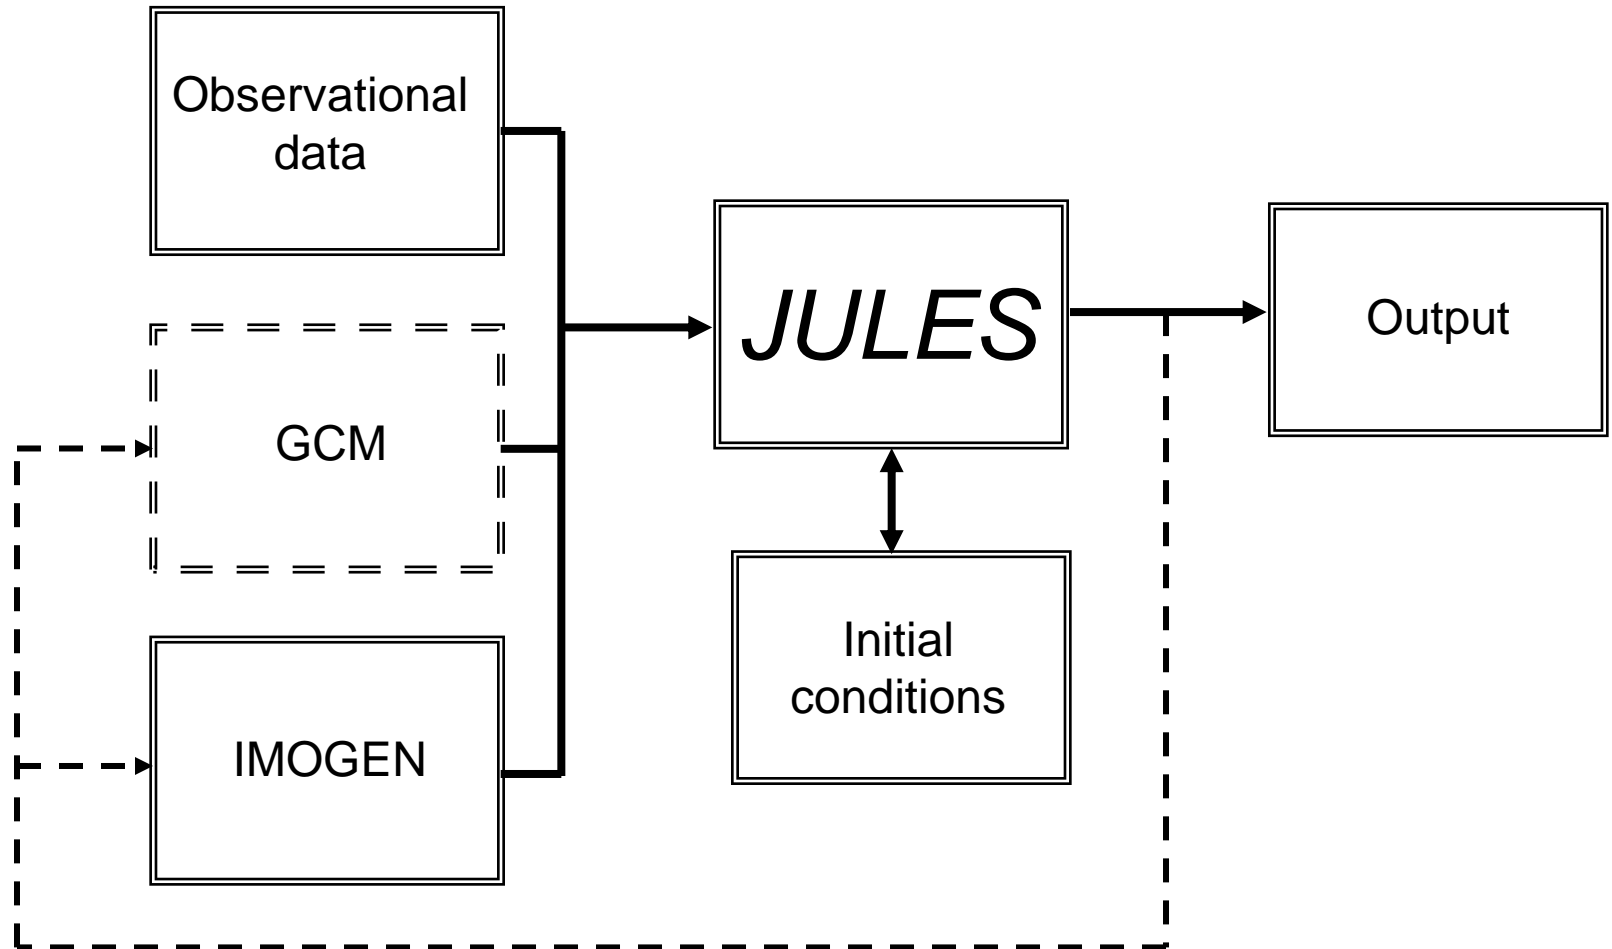 Observational
data
GCM
IMOGEN
JULES
Initial
conditions
Output